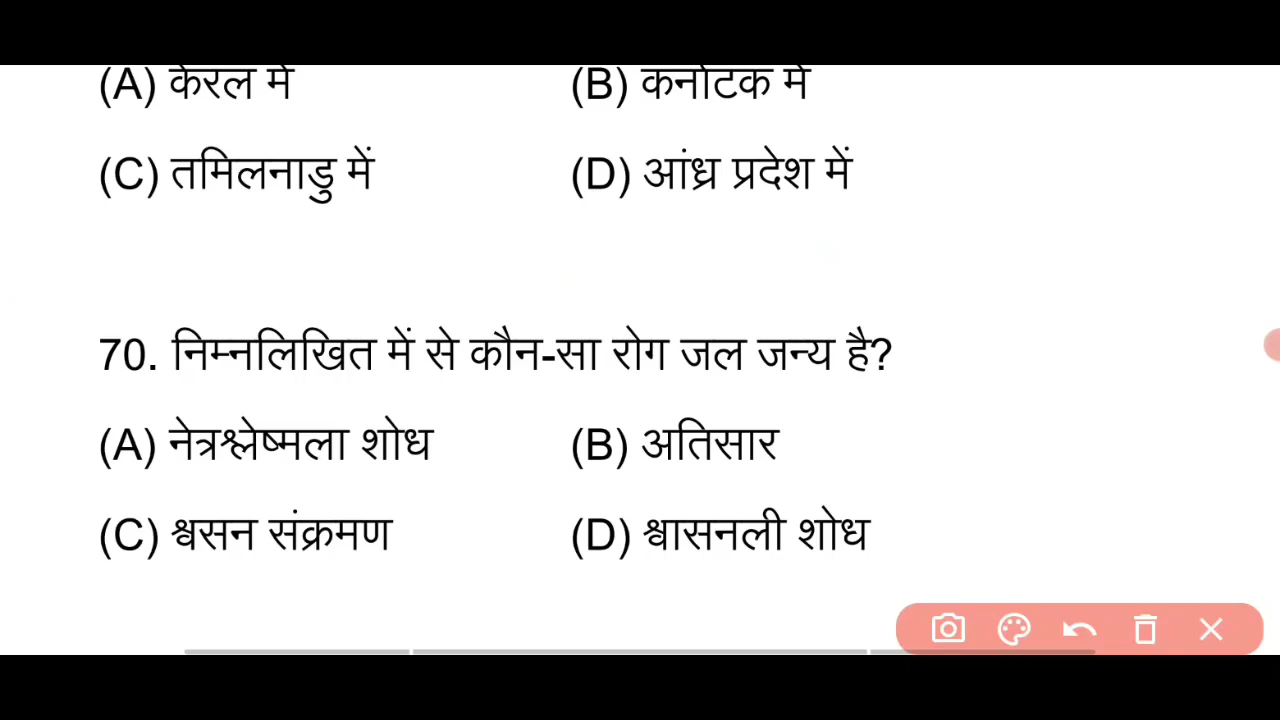 (A) केरल में (B) कर्नाटक में
(C) तमिलनाडु में (D) आंध्र प्रदेश में
70. निम्नलिखित में से कौन-सा रोग जल जन्य है?
(A) नेत्रश्लेष्मला शोध (B) अतिसार
(C) श्वसन संक्रमण (D) श्वासनली शोध